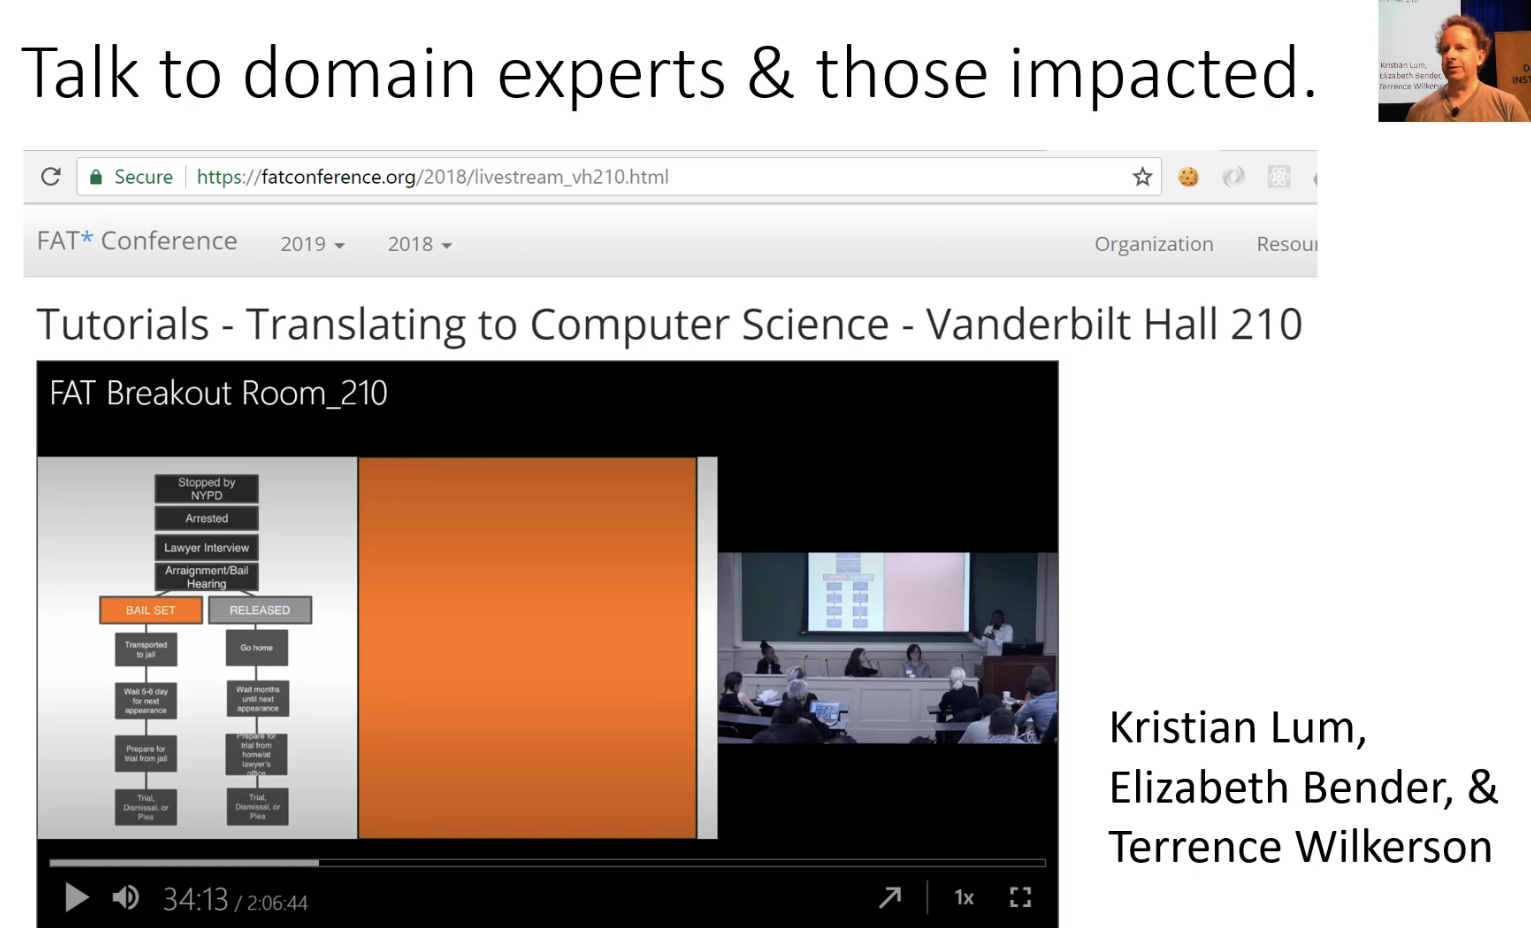 Talk to domain experts & those impacted.
Kristian Lum,
Elizabeth Bender,
Terrence Wilkers
D
INST
Secure https://fatconference.org/2018/livestream_vh210.html
FAT* Conference 2019 2018 Organization Resour
Tutorials - Translating to Computer Science - Vanderbilt Hall 210
FAT Breakout Room_210
Stopped by
NYPD
Arrested
Lawyer Interview
Arraignment/Bail
Hearing
BAIL SET RELEASED
Transported
to jail
Go home
Wait 5-6 day
for next
appearance
Wait months
until next
appearance
Prepare for
trial from jail
Prepare for
trial from
home/at
lawyer's
office
Trial,
Dismissal, or
Plea
Trial,
Dismissal, or
Plea
Kristian Lum,
Elizabeth Bender, &
Terrence Wilkerson
34:13 / 2:06:44 1x